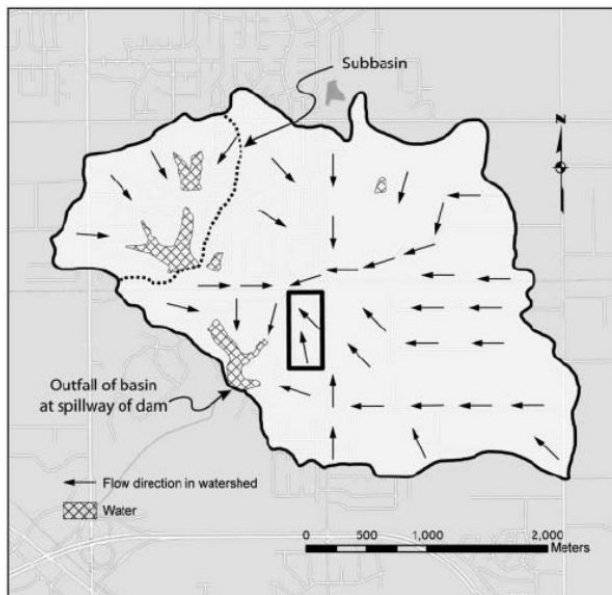 Subbasin
N
Outfall of basin
at spillway of dam
Flow direction in watershed
Water
0 500 1,000 2,000
Meters